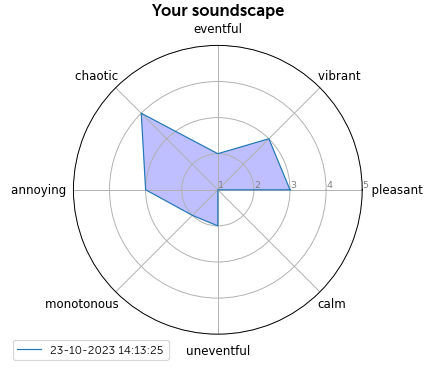 Your soundscape
eventful
chaotic
vibrant
annoying
1 2 3 4 5
pleasant
monotonous
calm
23-10-2023 14:13:25
uneventful